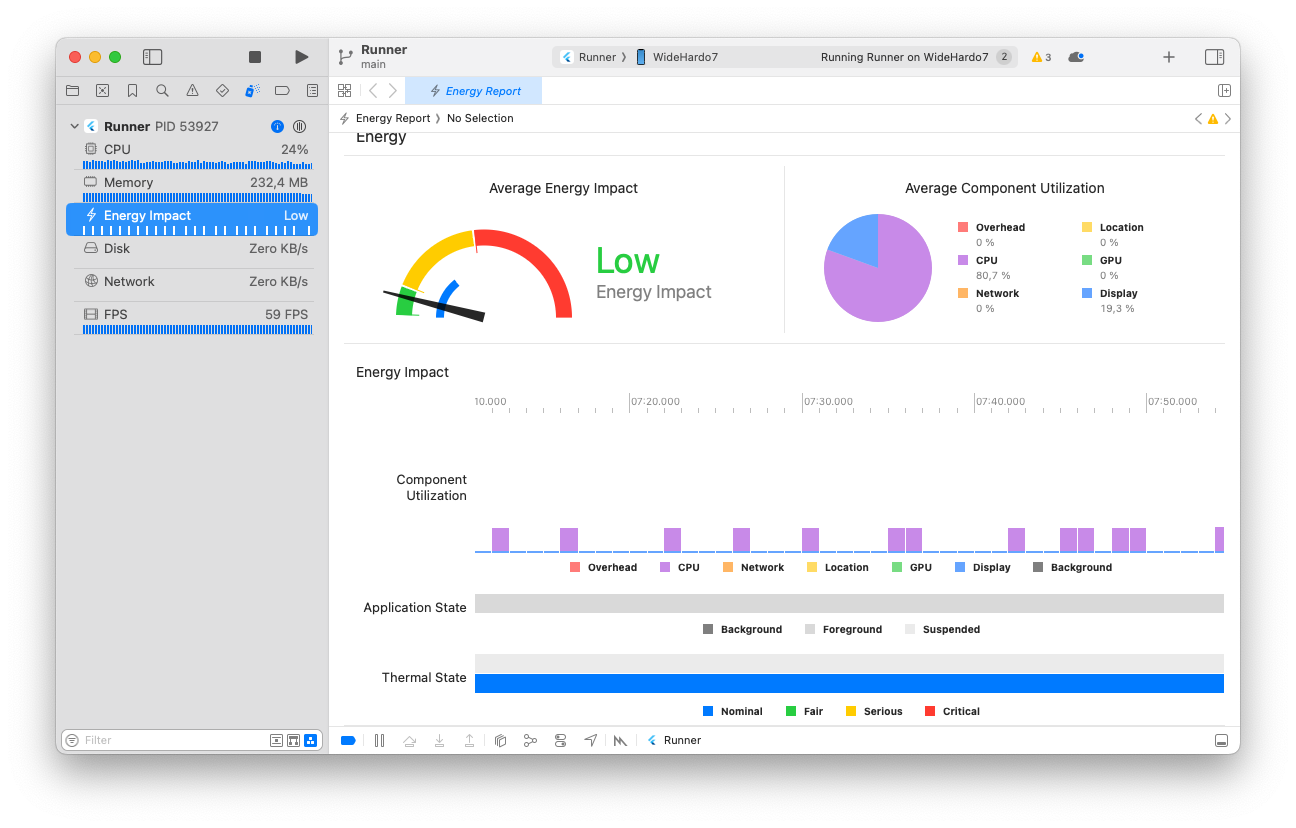 Runner
main
Runner 〉 WideHardo7
Running Runner on WideHardo7 2
3
Energy Report
Runner PID 53927
CPU 24%
Memory 232,4 MB
Energy Impact Low
Disk Zero KB/s
Network Zero KB/s
FPS 59 FPS
Filter
Energy Report 〉 No Selection
Energy
Average Energy Impact
Low
Energy Impact
Average Component Utilization
Overhead
0 %
Location
0 %
CPU
80,7 %
GPU
0 %
Network
0 %
Display
19,3 %
Energy Impact
10.000 07:20.000 07:30.000 07:40.000 07:50.000
Component
Utilization
Overhead CPU Network Location GPU Display Background
Application State
Background Foreground Suspended
Thermal State
Nominal Fair Serious Critical
Runner